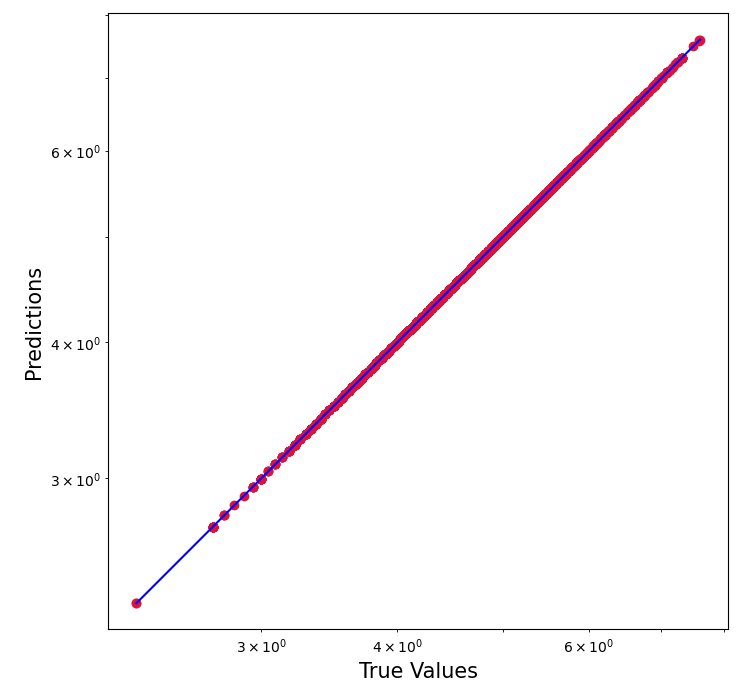 6 × 10⁰
4 × 10⁰
3 × 10⁰
Predictions
3 × 10⁰
4 × 10⁰
6 × 10⁰
True Values